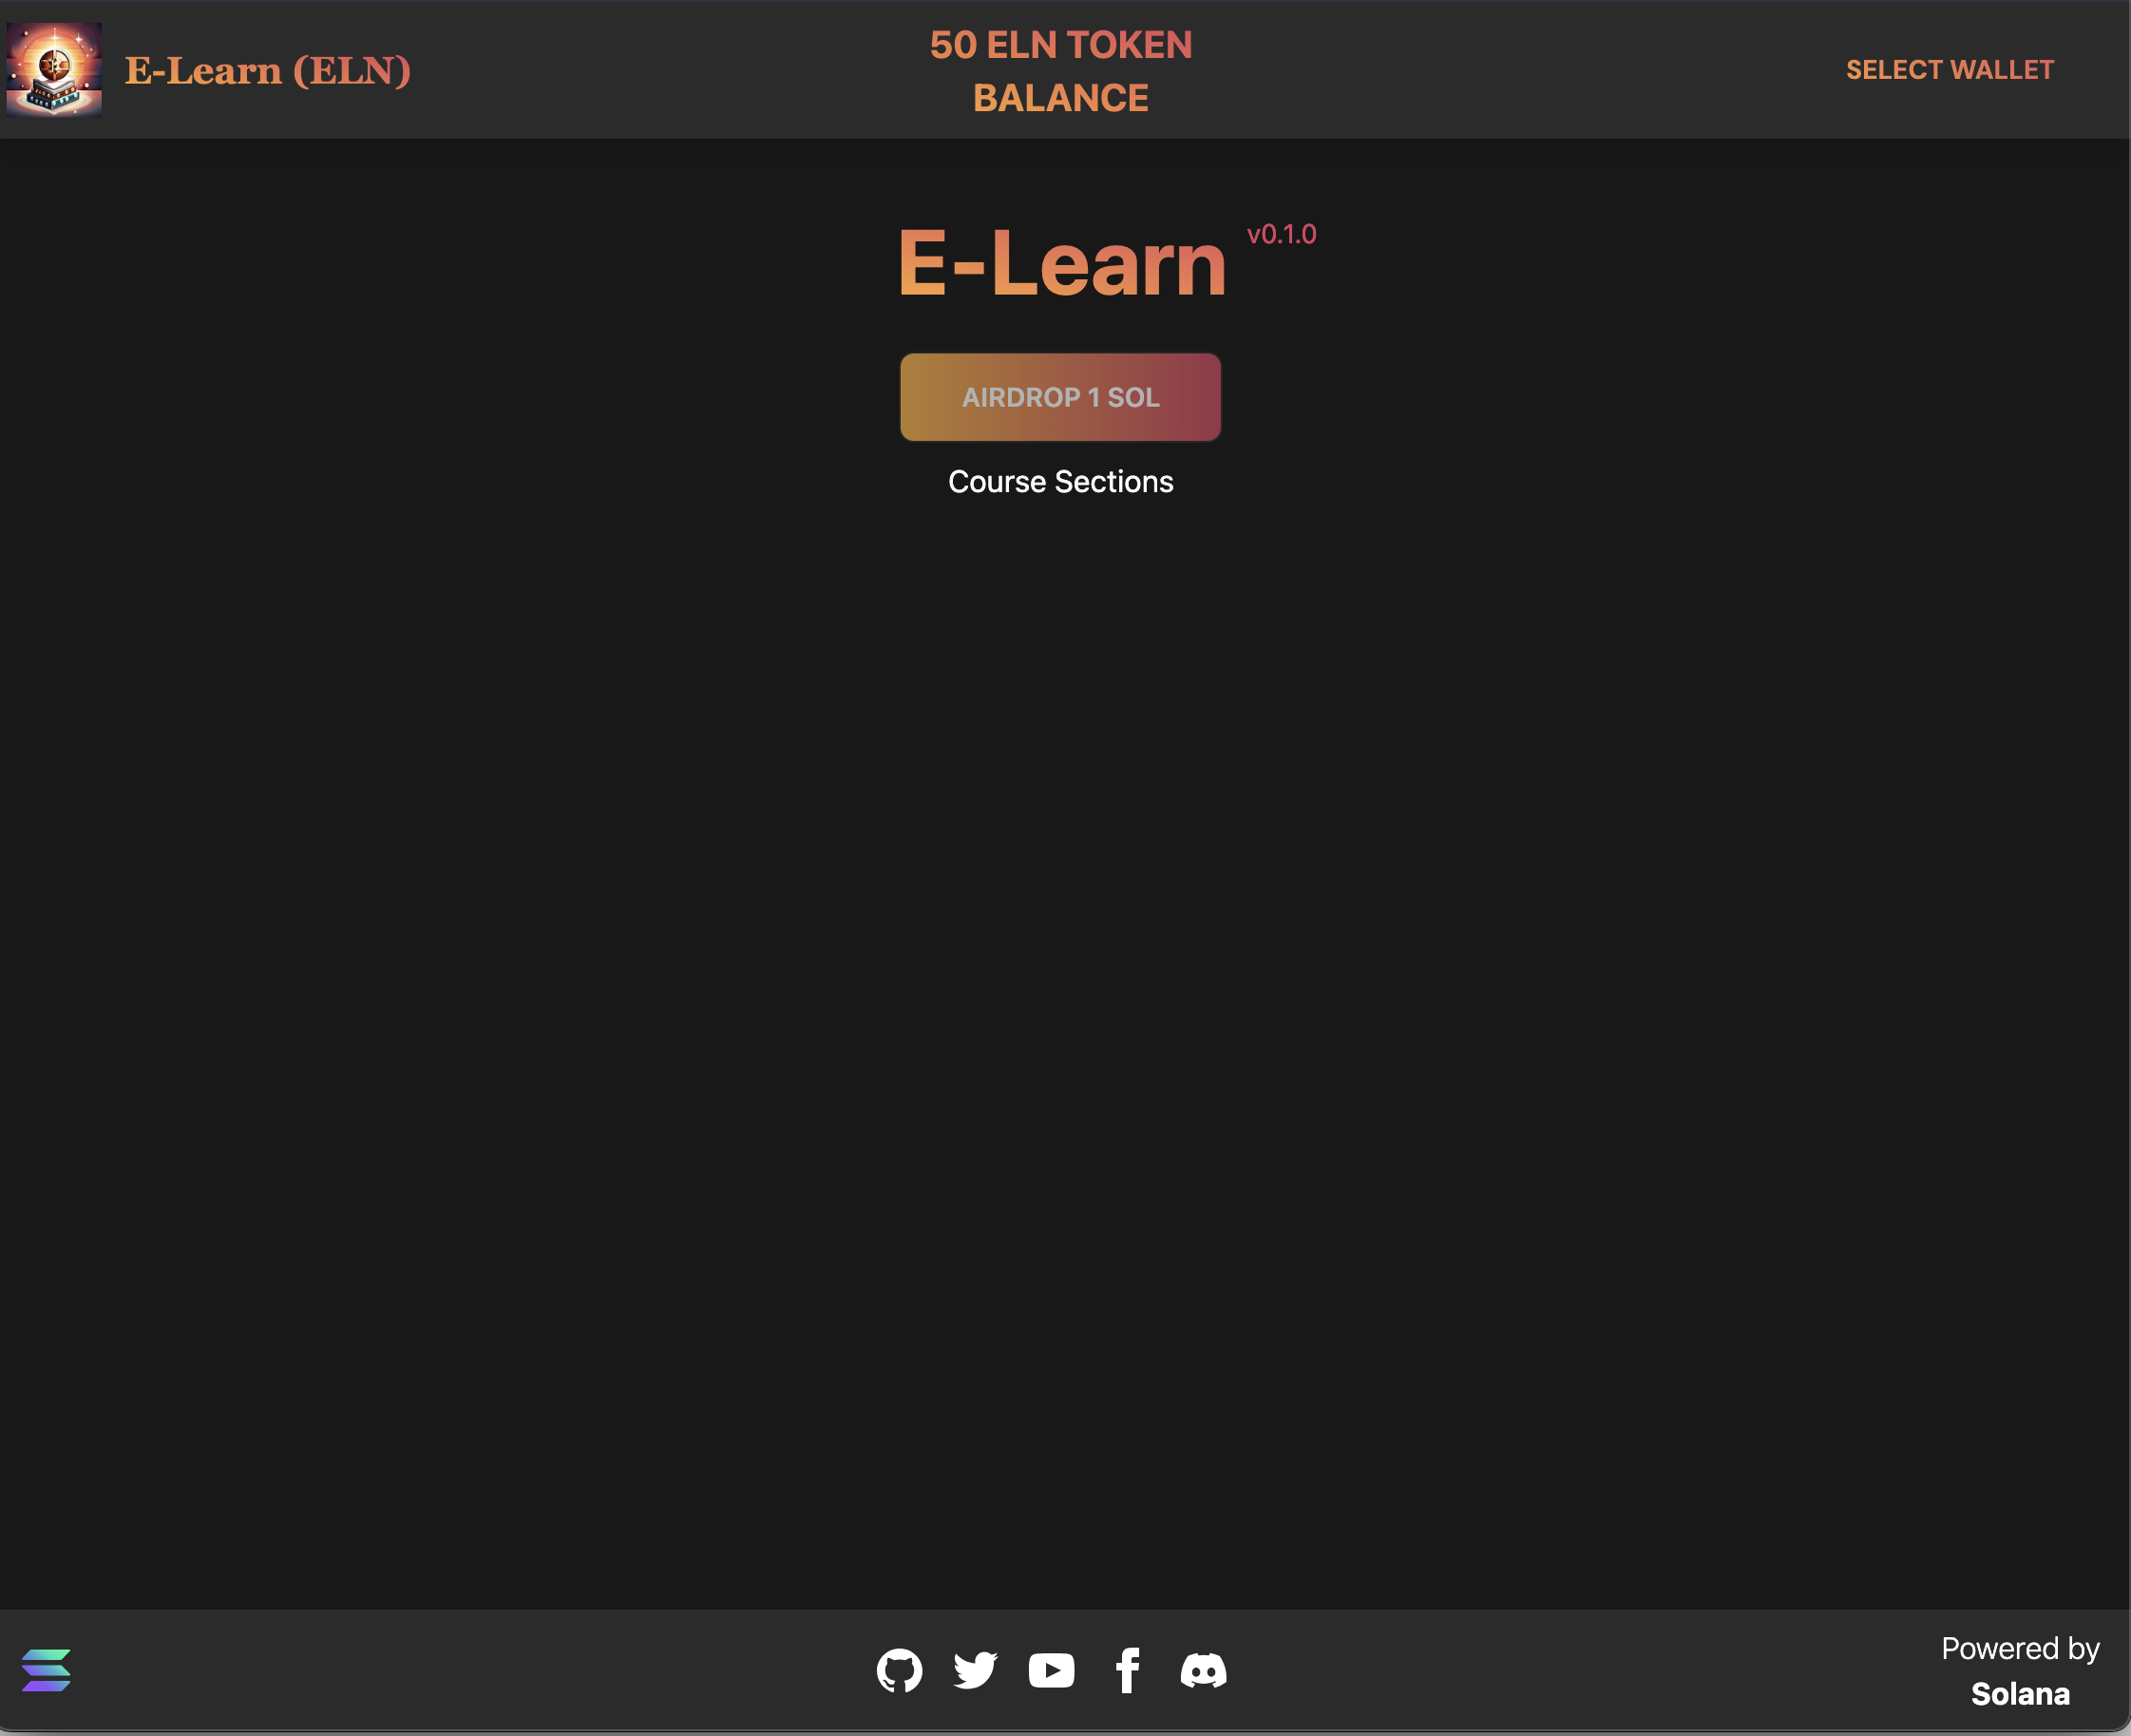 E-Learn (ELN)
50 ELN TOKEN
BALANCE
SELECT WALLET
E-Learn
v0.1.0
AIRDROP 1 SOL
Course Sections
Powered by
Solana